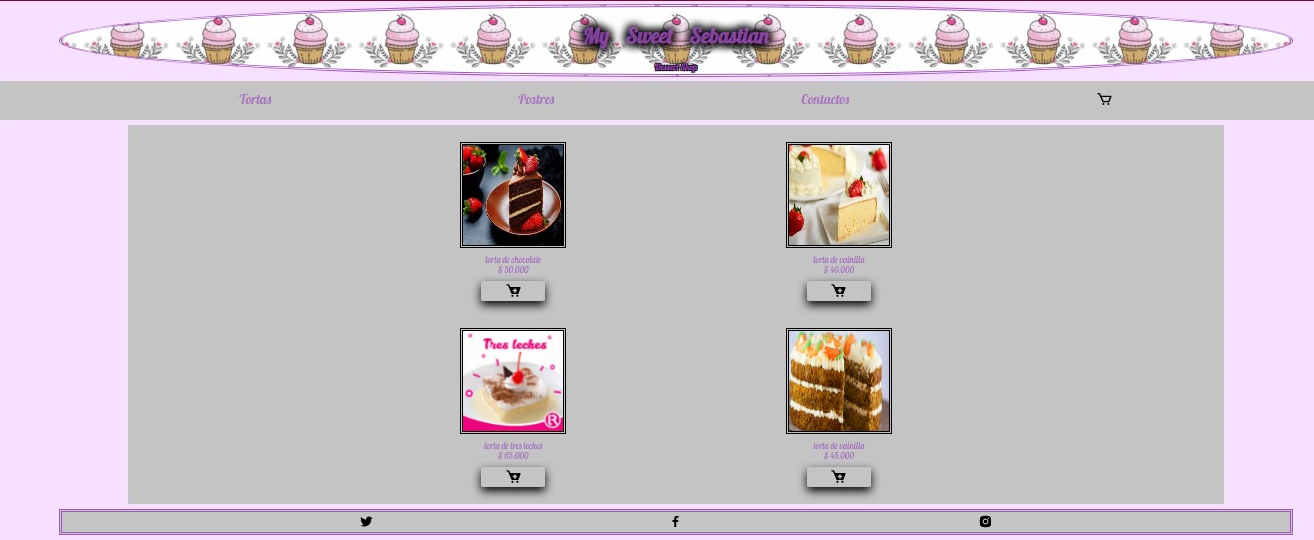 My Sweet Sebastian
Dessert Shop
Tortas
Postres
Contactos
torta de chocolate
$ 50.000
torta de vainilla
$ 40.000
Tres leches
R
torta de tres leches
$ 65.000
torta de vainilla
$ 45.000